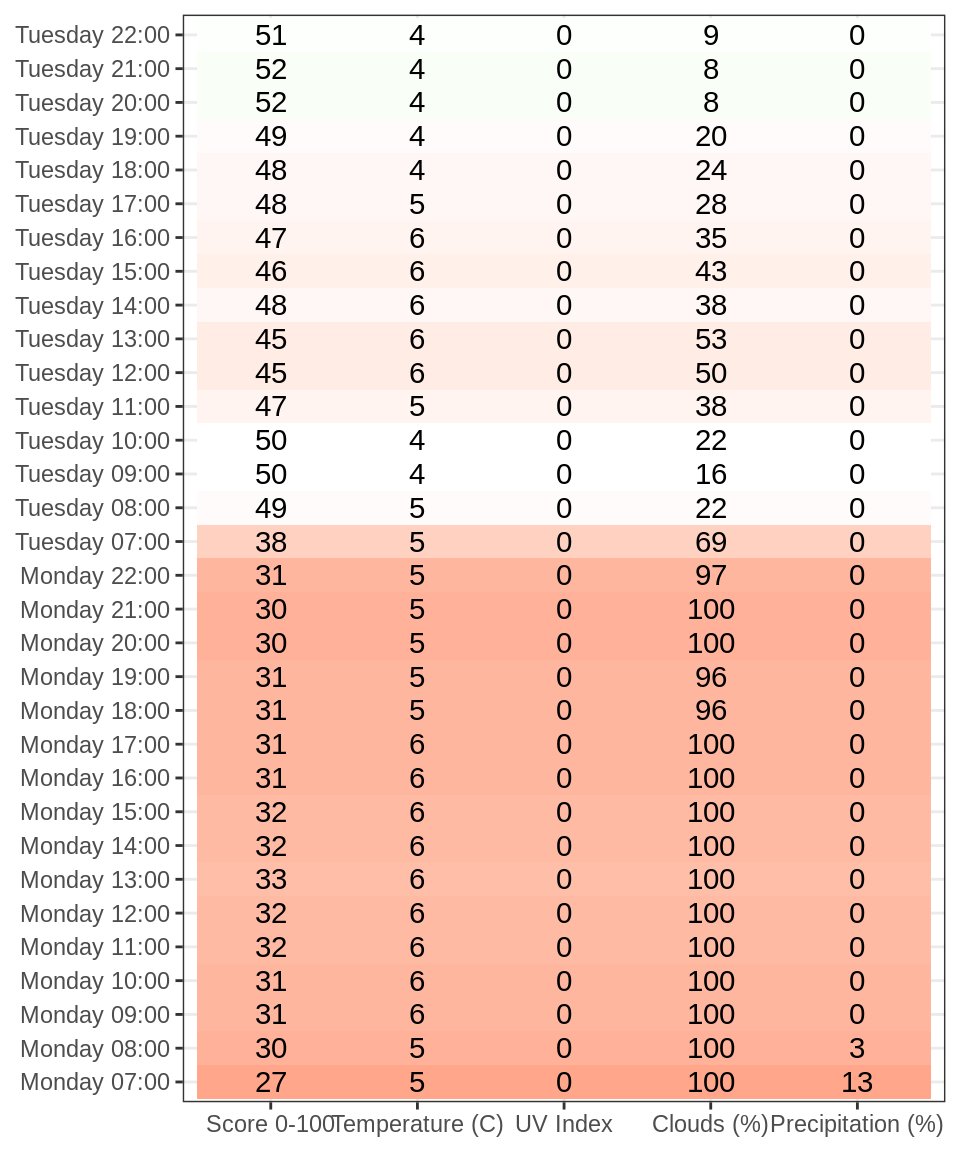 Tuesday 22:00 51 4 0 9 0
Tuesday 21:00 52 4 0 8 0
Tuesday 20:00 52 4 0 8 0
Tuesday 19:00 49 4 0 20 0
Tuesday 18:00 48 4 0 24 0
Tuesday 17:00 48 5 0 28 0
Tuesday 16:00 47 6 0 35 0
Tuesday 15:00 46 6 0 43 0
Tuesday 14:00 48 6 0 38 0
Tuesday 13:00 45 6 0 53 0
Tuesday 12:00 45 6 0 50 0
Tuesday 11:00 47 5 0 38 0
Tuesday 10:00 50 4 0 22 0
Tuesday 09:00 50 4 0 16 0
Tuesday 08:00 49 5 0 22 0
Tuesday 07:00 38 5 0 69 0
Monday 22:00 31 5 0 97 0
Monday 21:00 30 5 0 100 0
Monday 20:00 30 5 0 100 0
Monday 19:00 31 5 0 96 0
Monday 18:00 31 5 0 96 0
Monday 17:00 31 6 0 100 0
Monday 16:00 31 6 0 100 0
Monday 15:00 32 6 0 100 0
Monday 14:00 32 6 0 100 0
Monday 13:00 33 6 0 100 0
Monday 12:00 32 6 0 100 0
Monday 11:00 32 6 0 100 0
Monday 10:00 31 6 0 100 0
Monday 09:00 31 6 0 100 0
Monday 08:00 30 5 0 100 3
Monday 07:00 27 5 0 100 13
Score 0-100 Temperature (C) UV Index Clouds (%) Precipitation (%)